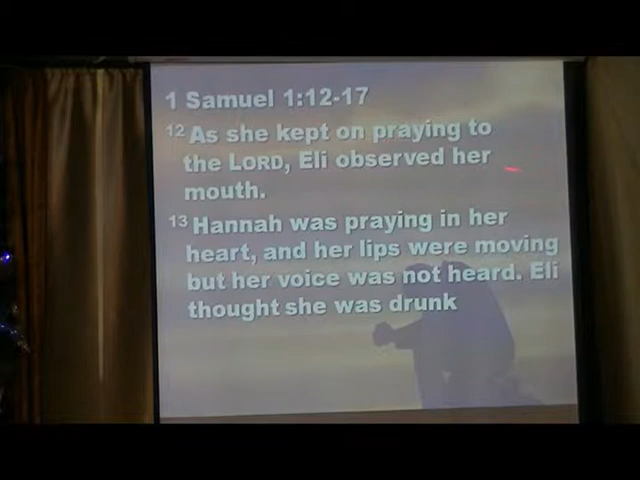 1 Samuel 1:12-17
12 As she kept on praying to
the LORD, Eli observed her
mouth.
13 Hannah was praying in her
heart, and her lips were moving
but her voice was not heard. Eli
thought she was drunk